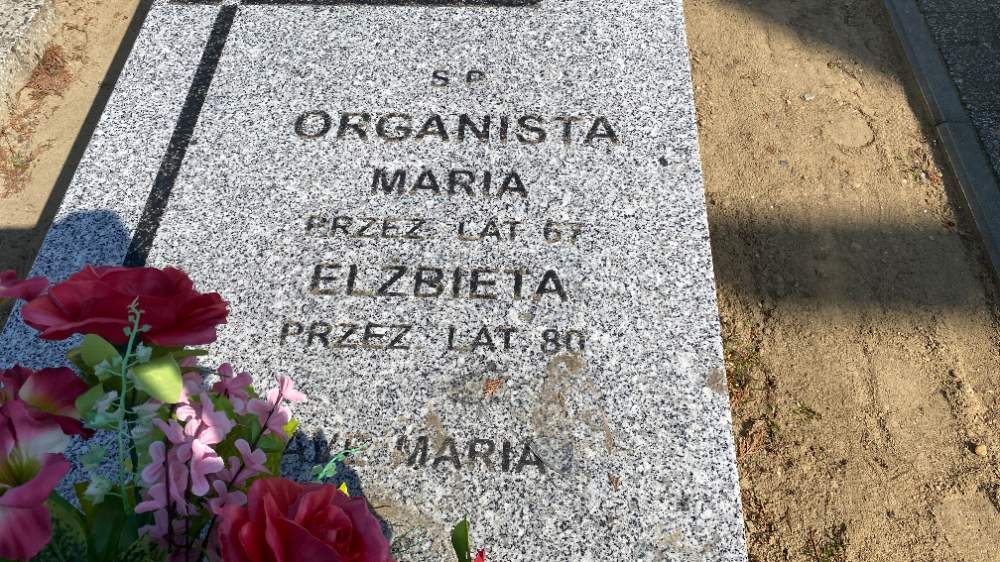 S P
ORGANISTA
MARIA
PRZEZ LAT 67
ELZBIETA
PRZEZ LAT 80
AVE MARIA